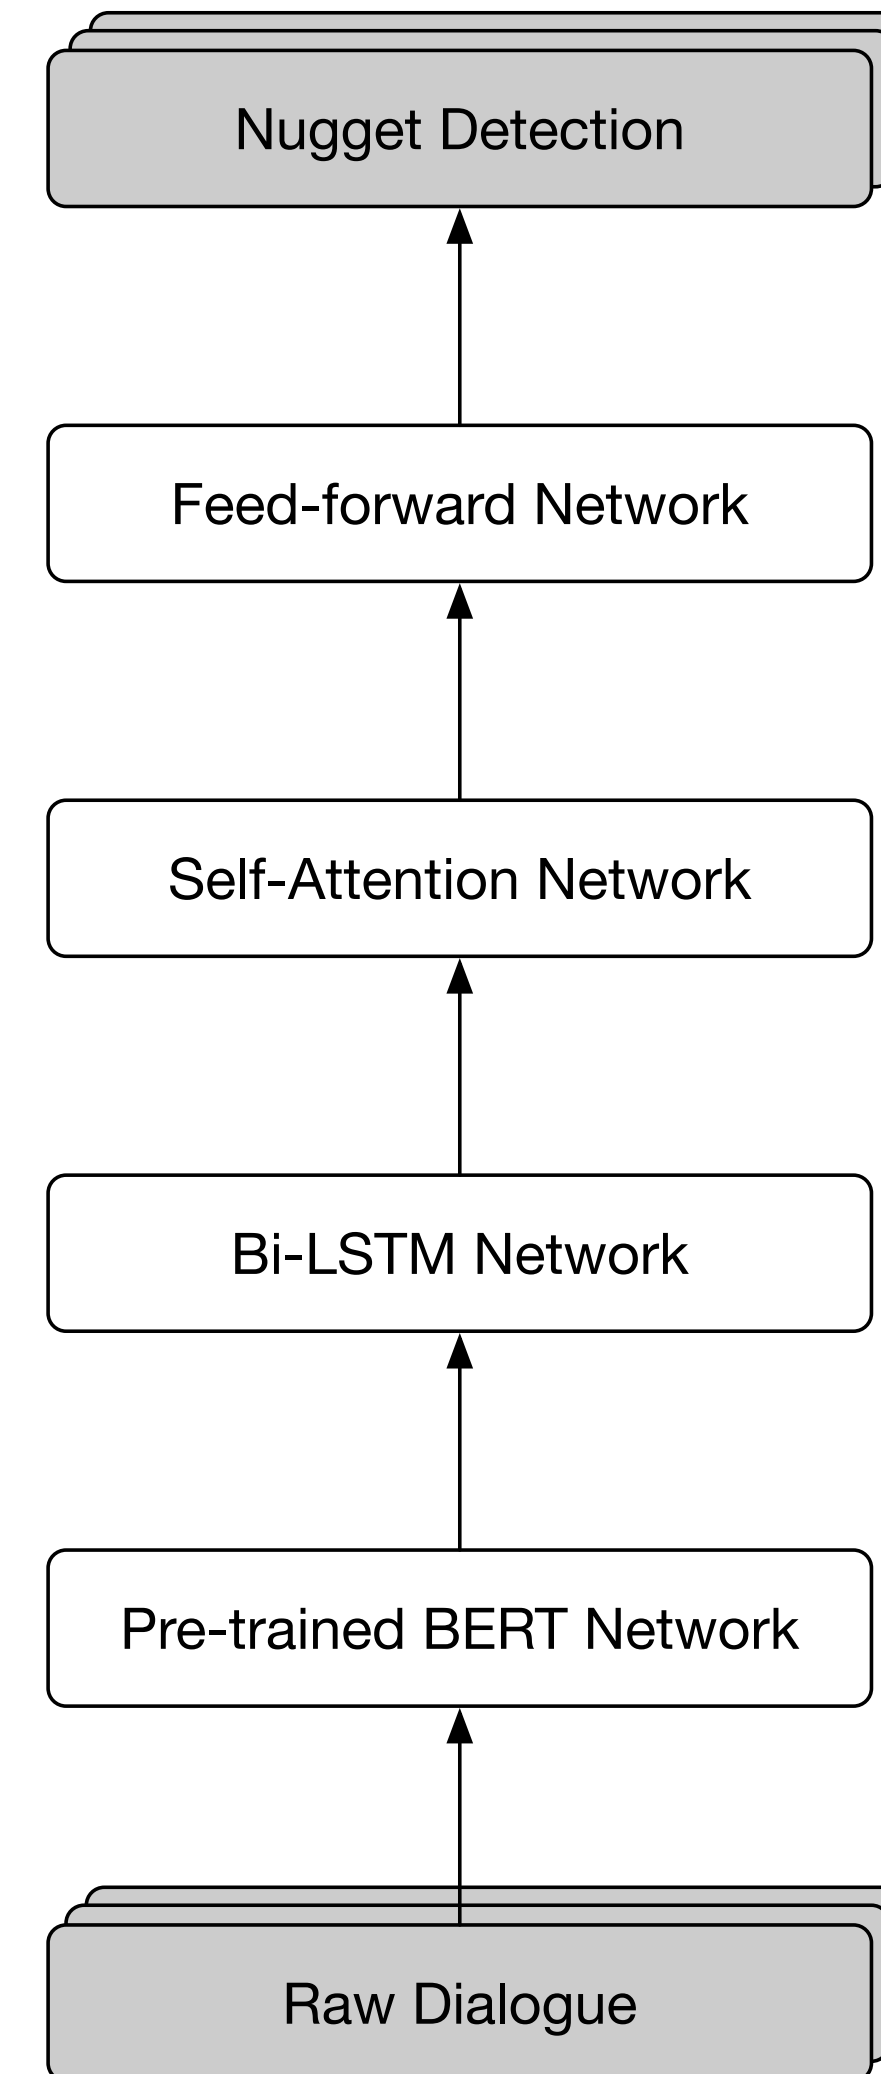 Nugget Detection
Feed-forward Network
Self-Attention Network
Bi-LSTM Network
Pre-trained BERT Network
Raw Dialogue